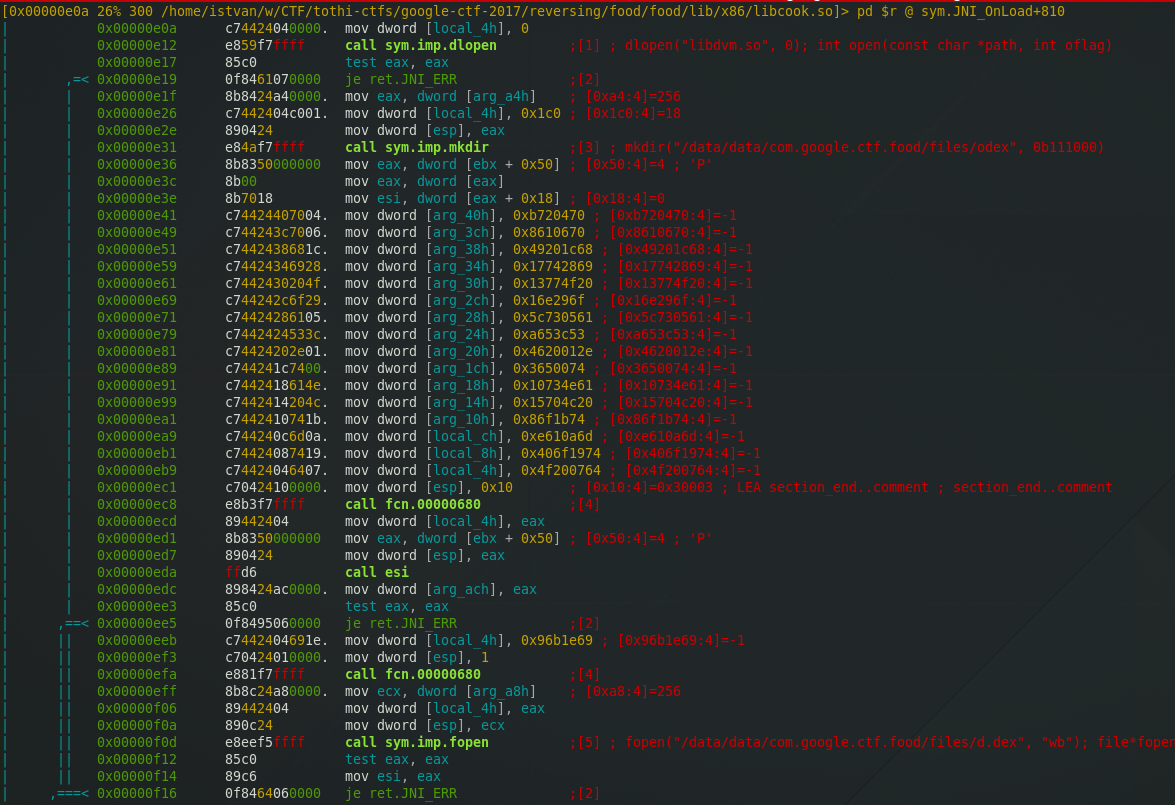 [0x00000e0a 26% 300 /home/istvan/w/CTF/tothi-ctfs/google-ctf-2017/reversing/food/food/lib/x86/libcook.so]> pd $r @ sym.JNI_OnLoad+810
| 0x00000e0a c74424040000. mov dword [local_4h], 0
| 0x00000e12 e859f7ffff call sym.imp.dlopen ;[1] ; dlopen("libdvm.so", 0); int open(const char *path, int oflag)
| 0x00000e17 85c0 test eax, eax
| ,=< 0x00000e19 0f8461070000 je ret.JNI_ERR ;[2]
| | 0x00000e1f 8b8424a40000. mov eax, dword [arg_a4h] ; [0xa4:4]=256
| | 0x00000e26 c7442404c001. mov dword [local_4h], 0x1c0 ; [0x1c0:4]=18
| | 0x00000e2e 890424 mov dword [esp], eax
| | 0x00000e31 e84af7ffff call sym.imp.mkdir ;[3] ; mkdir("/data/data/com.google.ctf.food/files/odex", 0b111000)
| | 0x00000e36 8b8350000000 mov eax, dword [ebx + 0x50] ; [0x50:4]=4 ; 'P'
| | 0x00000e3c 8b00 mov eax, dword [eax]
| | 0x00000e3e 8b7018 mov esi, dword [eax + 0x18] ; [0x18:4]=0
| | 0x00000e41 c74424407004. mov dword [arg_40h], 0xb720470 ; [0xb720470:4]=-1
| | 0x00000e49 c744243c7006. mov dword [arg_3ch], 0x8610670 ; [0x8610670:4]=-1
| | 0x00000e51 c7442438681c. mov dword [arg_38h], 0x49201c68 ; [0x49201c68:4]=-1
| | 0x00000e59 c74424346928. mov dword [arg_34h], 0x17742869 ; [0x17742869:4]=-1
| | 0x00000e61 c7442430204f. mov dword [arg_30h], 0x13774f20 ; [0x13774f20:4]=-1
| | 0x00000e69 c744242c6f29. mov dword [arg_2ch], 0x16e296f ; [0x16e296f:4]=-1
| | 0x00000e71 c74424286105. mov dword [arg_28h], 0x5c730561 ; [0x5c730561:4]=-1
| | 0x00000e79 c7442424533c. mov dword [arg_24h], 0xa653c53 ; [0xa653c53:4]=-1
| | 0x00000e81 c74424202e01. mov dword [arg_20h], 0x4620012e ; [0x4620012e:4]=-1
| | 0x00000e89 c744241c7400. mov dword [arg_1ch], 0x3650074 ; [0x3650074:4]=-1
| | 0x00000e91 c7442418614e. mov dword [arg_18h], 0x10734e61 ; [0x10734e61:4]=-1
| | 0x00000e99 c7442414204c. mov dword [arg_14h], 0x15704c20 ; [0x15704c20:4]=-1
| | 0x00000ea1 c7442410741b. mov dword [arg_10h], 0x86f1b74 ; [0x86f1b74:4]=-1
| | 0x00000ea9 c744240c6d0a. mov dword [local_ch], 0xe610a6d ; [0xe610a6d:4]=-1
| | 0x00000eb1 c74424087419. mov dword [local_8h], 0x406f1974 ; [0x406f1974:4]=-1
| | 0x00000eb9 c74424046407. mov dword [local_4h], 0x4f200764 ; [0x4f200764:4]=-1
| | 0x00000ec1 c70424100000. mov dword [esp], 0x10 ; [0x10:4]=0x30003 ; LEA section_end..comment ; section_end..comment
| | 0x00000ec8 e8b3f7ffff call fcn.00000680 ;[4]
| | 0x00000ecd 89442404 mov dword [local_4h], eax
| | 0x00000ed1 8b8350000000 mov eax, dword [ebx + 0x50] ; [0x50:4]=4 ; 'P'
| | 0x00000ed7 890424 mov dword [esp], eax
| | 0x00000eda ffd6 call esi
| | 0x00000edc 898424ac0000. mov dword [arg_ach], eax
| | 0x00000ee3 85c0 test eax, eax
| ,==< 0x00000ee5 0f8495060000 je ret.JNI_ERR ;[2]
| || 0x00000eeb c7442404691e. mov dword [local_4h], 0x96b1e69 ; [0x96b1e69:4]=-1
| || 0x00000ef3 c70424010000. mov dword [esp], 1
| || 0x00000efa e881f7ffff call fcn.00000680 ;[4]
| || 0x00000eff 8b8c24a80000. mov ecx, dword [arg_a8h] ; [0xa8:4]=256
| || 0x00000f06 89442404 mov dword [local_4h], eax
| || 0x00000f0a 890c24 mov dword [esp], ecx
| || 0x00000f0d e8eef5ffff call sym.imp.fopen ;[5] ; fopen("/data/data/com.google.ctf.food/files/d.dex", "wb"); file*fopen
| || 0x00000f12 85c0 test eax, eax
| || 0x00000f14 89c6 mov esi, eax
| ,===< 0x00000f16 0f8464060000 je ret.JNI_ERR ;[2]